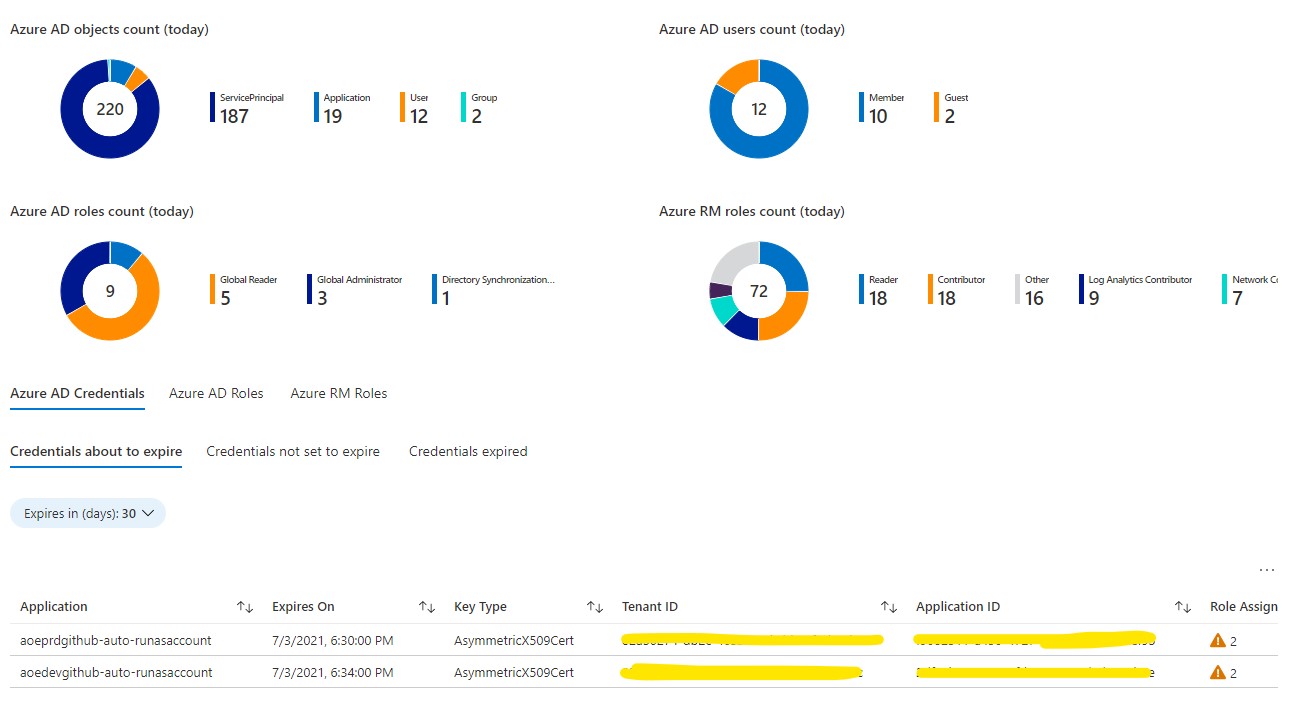 Azure AD objects count (today)
220
ServicePrincipal
187
Application
19
User
12
Group
2
Azure AD users count (today)
12
Member
10
Guest
2
Azure AD roles count (today)
9
Global Reader
5
Global Administrator
3
Directory Synchronization...
1
Azure RM roles count (today)
72
Reader
18
Contributor
18
Other
16
Log Analytics Contributor
9
Network Cc
7
Azure AD Credentials Azure AD Roles Azure RM Roles
Credentials about to expire Credentials not set to expire Credentials expired
Expires in (days): 30
...
Application Expires On Key Type Tenant ID Application ID Role Assign
aoeprdgithub-auto-runasaccount 7/3/2021, 6:30:00 PM AsymmetricX509Cert 2
aoedevgithub-auto-runasaccount 7/3/2021, 6:34:00 PM AsymmetricX509Cert 2